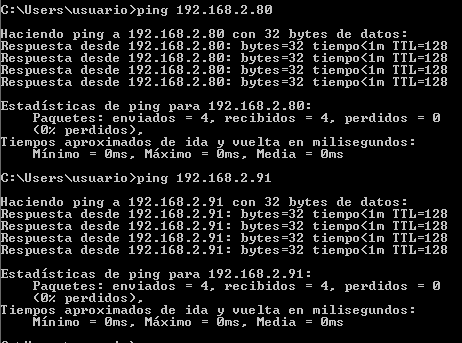 C:\Users\usuario>ping 192.168.2.80
Haciendo ping a 192.168.2.80 con 32 bytes de datos:
Respuesta desde 192.168.2.80: bytes=32 tiempo<1m TTL=128
Respuesta desde 192.168.2.80: bytes=32 tiempo<1m TTL=128
Respuesta desde 192.168.2.80: bytes=32 tiempo<1m TTL=128
Respuesta desde 192.168.2.80: bytes=32 tiempo<1m TTL=128
Estadísticas de ping para 192.168.2.80:
Paquetes: enviados = 4, recibidos = 4, perdidos = 0
(0% perdidos),
Tiempos aproximados de ida y vuelta en milisegundos:
Mínimo = 0ms, Máximo = 0ms, Media = 0ms
C:\Users\usuario>ping 192.168.2.91
Haciendo ping a 192.168.2.91 con 32 bytes de datos:
Respuesta desde 192.168.2.91: bytes=32 tiempo<1m TTL=128
Respuesta desde 192.168.2.91: bytes=32 tiempo<1m TTL=128
Respuesta desde 192.168.2.91: bytes=32 tiempo<1m TTL=128
Respuesta desde 192.168.2.91: bytes=32 tiempo<1m TTL=128
Estadísticas de ping para 192.168.2.91:
Paquetes: enviados = 4, recibidos = 4, perdidos = 0
(0% perdidos),
Tiempos aproximados de ida y vuelta en milisegundos:
Mínimo = 0ms, Máximo = 0ms, Media = 0ms